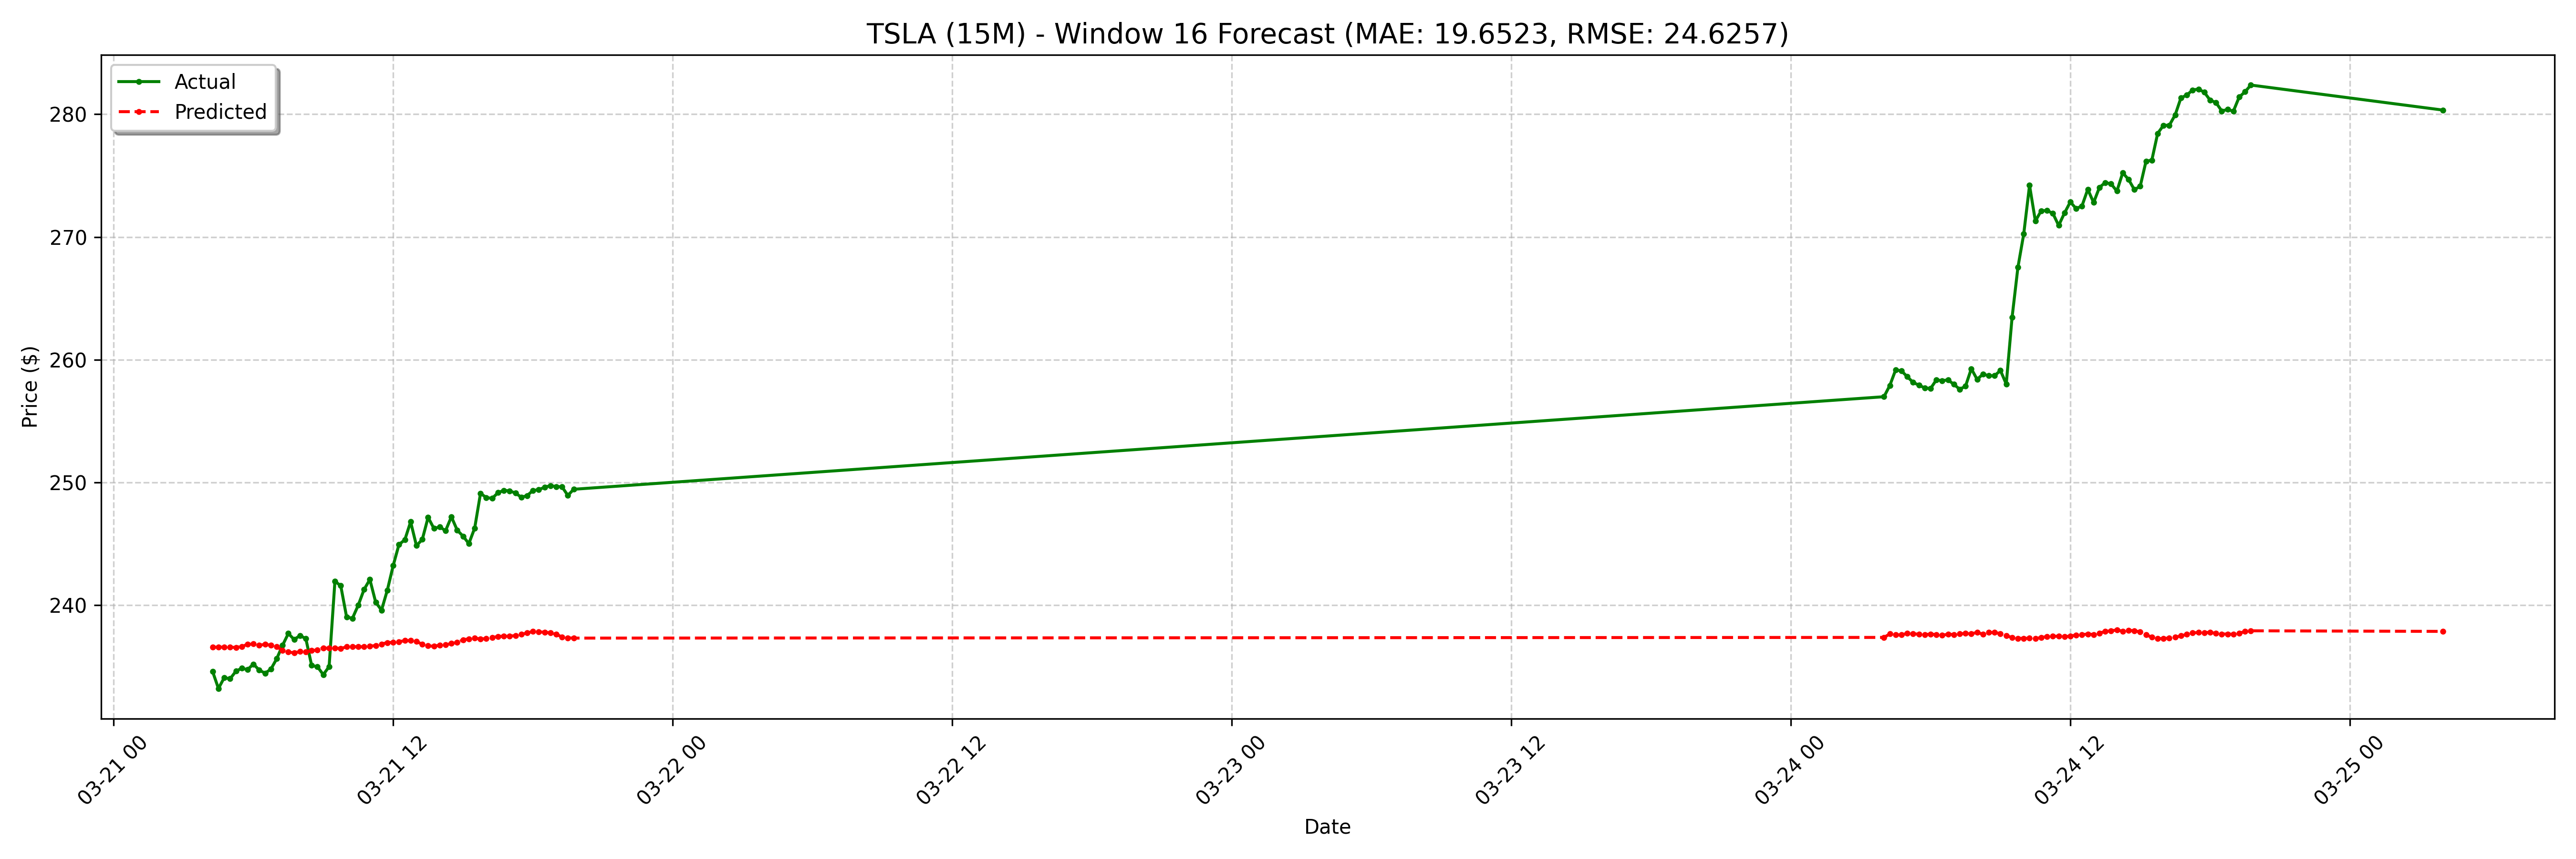 TSLA (15M) - Window 16 Forecast (MAE: 19.6523, RMSE: 24.6257)
Actual
Predicted
Price ($)
280
270
260
250
240
03-21 00
03-21 12
03-22 00
03-22 12
03-23 00
03-23 12
03-24 00
03-24 12
03-25 00
Date